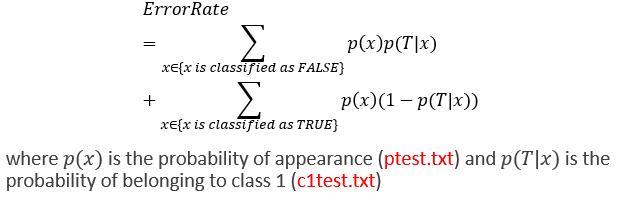 ErrorRate
= ∑ p(x)p(T|x)
x∈{x is classified as FALSE}
+ ∑ p(x)(1 − p(T|x))
x∈{x is classified as TRUE}
where p(x) is the probability of appearance (ptest.txt) and p(T|x) is the
probability of belonging to class 1 (c1test.txt)